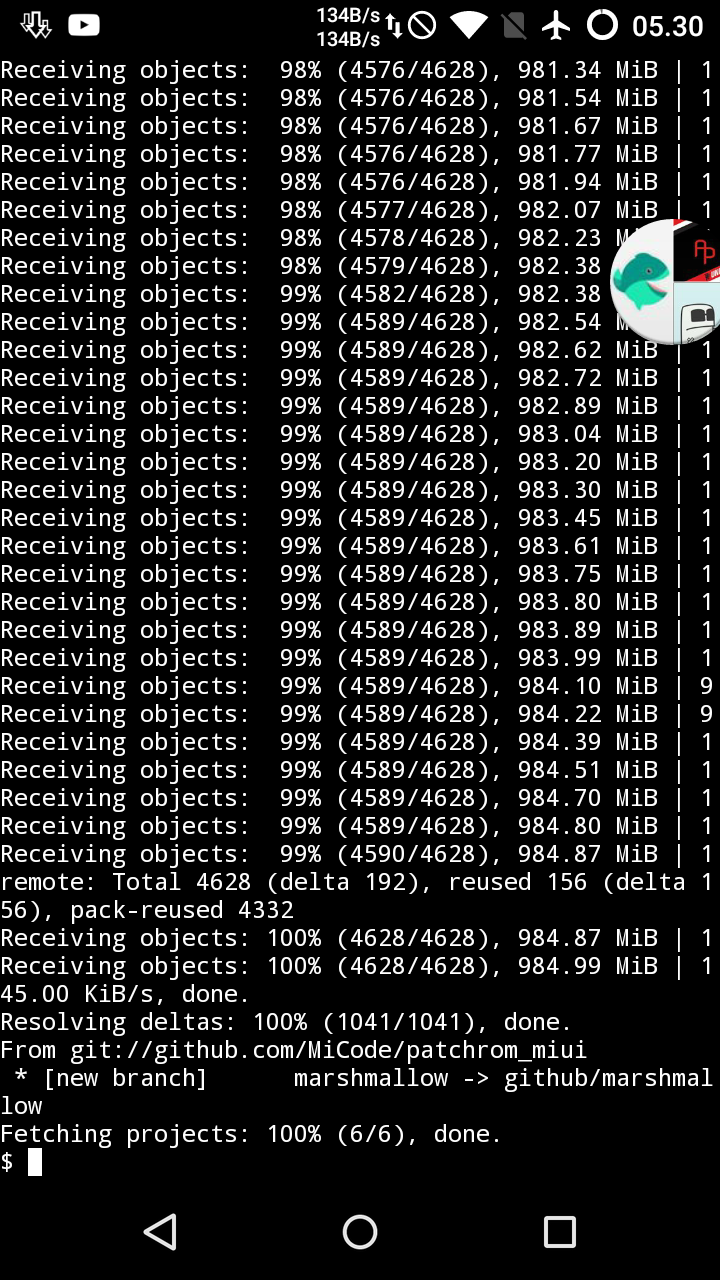 134B/s
134B/s
05.30
Receiving objects:  98% (4576/4628), 981.34 MiB | 1
Receiving objects:  98% (4576/4628), 981.54 MiB | 1
Receiving objects:  98% (4576/4628), 981.67 MiB | 1
Receiving objects:  98% (4576/4628), 981.77 MiB | 1
Receiving objects:  98% (4576/4628), 981.94 MiB | 1
Receiving objects:  98% (4577/4628), 982.07 MiB | 1
Receiving objects:  98% (4578/4628), 982.23
Receiving objects:  98% (4579/4628), 982.38
Receiving objects:  99% (4582/4628), 982.38
Receiving objects:  99% (4589/4628), 982.54
Receiving objects:  99% (4589/4628), 982.62 MiB | 1
Receiving objects:  99% (4589/4628), 982.72 MiB | 1
Receiving objects:  99% (4589/4628), 982.89 MiB | 1
Receiving objects:  99% (4589/4628), 983.04 MiB | 1
Receiving objects:  99% (4589/4628), 983.20 MiB | 1
Receiving objects:  99% (4589/4628), 983.30 MiB | 1
Receiving objects:  99% (4589/4628), 983.45 MiB | 1
Receiving objects:  99% (4589/4628), 983.61 MiB | 1
Receiving objects:  99% (4589/4628), 983.75 MiB | 1
Receiving objects:  99% (4589/4628), 983.80 MiB | 1
Receiving objects:  99% (4589/4628), 983.89 MiB | 1
Receiving objects:  99% (4589/4628), 983.99 MiB | 1
Receiving objects:  99% (4589/4628), 984.10 MiB | 9
Receiving objects:  99% (4589/4628), 984.22 MiB | 9
Receiving objects:  99% (4589/4628), 984.39 MiB | 1
Receiving objects:  99% (4589/4628), 984.51 MiB | 1
Receiving objects:  99% (4589/4628), 984.70 MiB | 1
Receiving objects:  99% (4589/4628), 984.80 MiB | 1
Receiving objects:  99% (4590/4628), 984.87 MiB | 1
remote: Total 4628 (delta 192), reused 156 (delta 1
56), pack-reused 4332
Receiving objects: 100% (4628/4628), 984.87 MiB | 1
Receiving objects: 100% (4628/4628), 984.99 MiB | 1
45.00 KiB/s, done.
Resolving deltas: 100% (1041/1041), done.
From git://github.com/MiCode/patchrom_miui
 * [new branch]      marshmallow -> github/marshmal
low
Fetching projects: 100% (6/6), done.
$